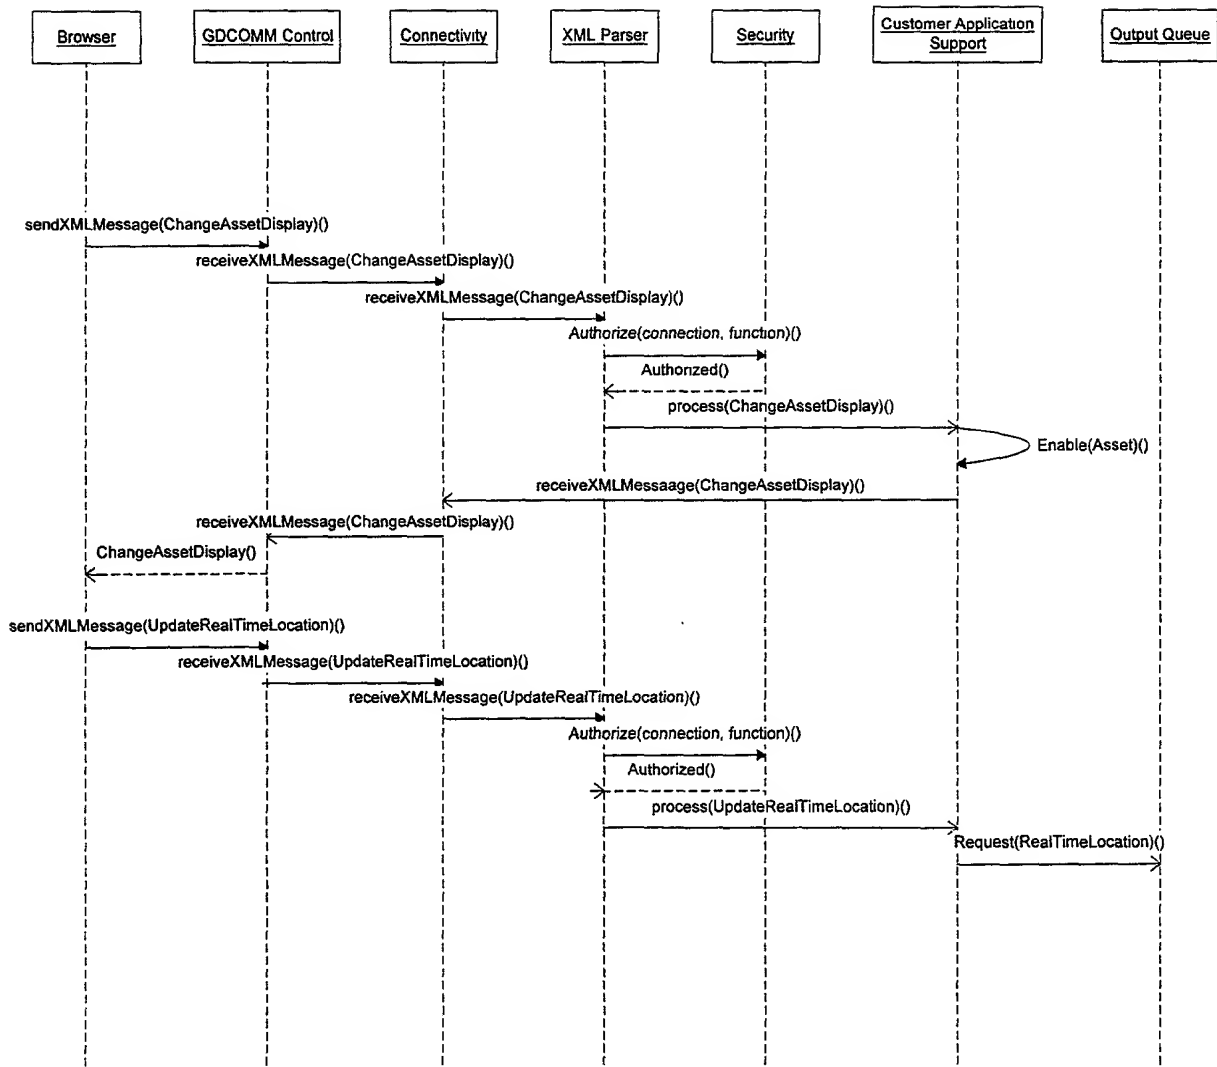 Browser
GDCOMM Control
Connectivity
XML Parser
Security
Customer Application
Support
Output Queue
sendXMLMessage(ChangeAssetDisplay)()
receiveXMLMessage(ChangeAssetDisplay)()
receiveXMLMessage(ChangeAssetDisplay)()
Authorize(connection, function)()
Authorized()
process(ChangeAssetDisplay)()
Enable(Asset)()
receiveXMLMessaage(ChangeAssetDisplay)()
receiveXMLMessage(ChangeAssetDisplay)()
ChangeAssetDisplay()
sendXMLMessage(UpdateRealTimeLocation)()
receiveXMLMessage(UpdateRealTimeLocation)()
receiveXMLMessage(UpdateRealTimeLocation)()
Authorize(connection, function)()
Authorized()
process(UpdateRealTimeLocation)()
Request(RealTimeLocation)()